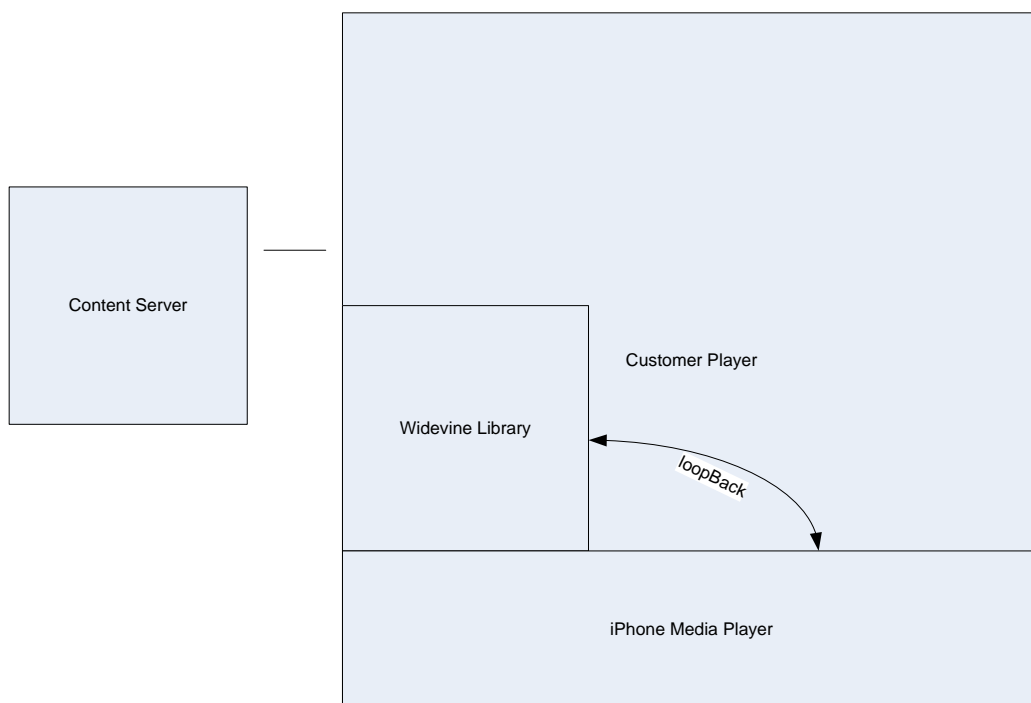 Content Server
Customer Player
Widevine Library
loopBack
iPhone Media Player